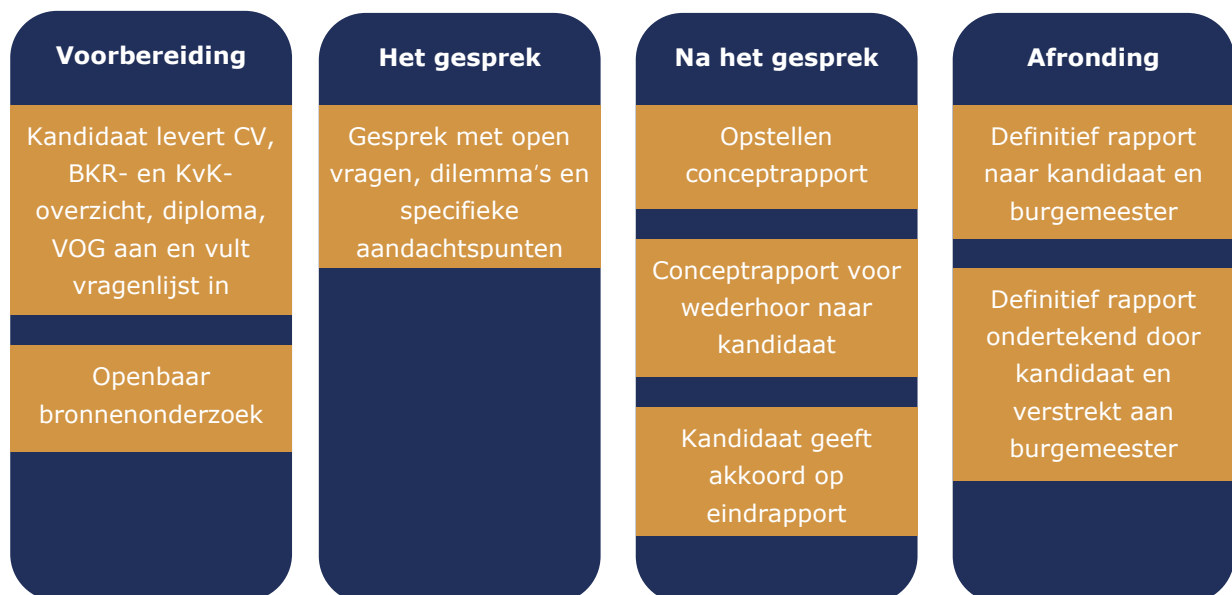 Voorbereiding
Kandidaat levert CV,
BKR- en KvK-
overzicht, diploma,
VOG aan en vult
vragenlijst in
Openbaar
bronnenonderzoek
Het gesprek
Gesprek met open
vragen, dilemma’s en
specifieke
aandachtspunten
Na het gesprek
Opstellen
conceptrapport
Conceptrapport voor
wederhoor naar
kandidaat
Kandidaat geeft
akkoord op
eindrapport
Afronding
Definitief rapport
naar kandidaat en
burgemeester
Definitief rapport
ondertekend door
kandidaat en
verstrekt aan
burgemeester